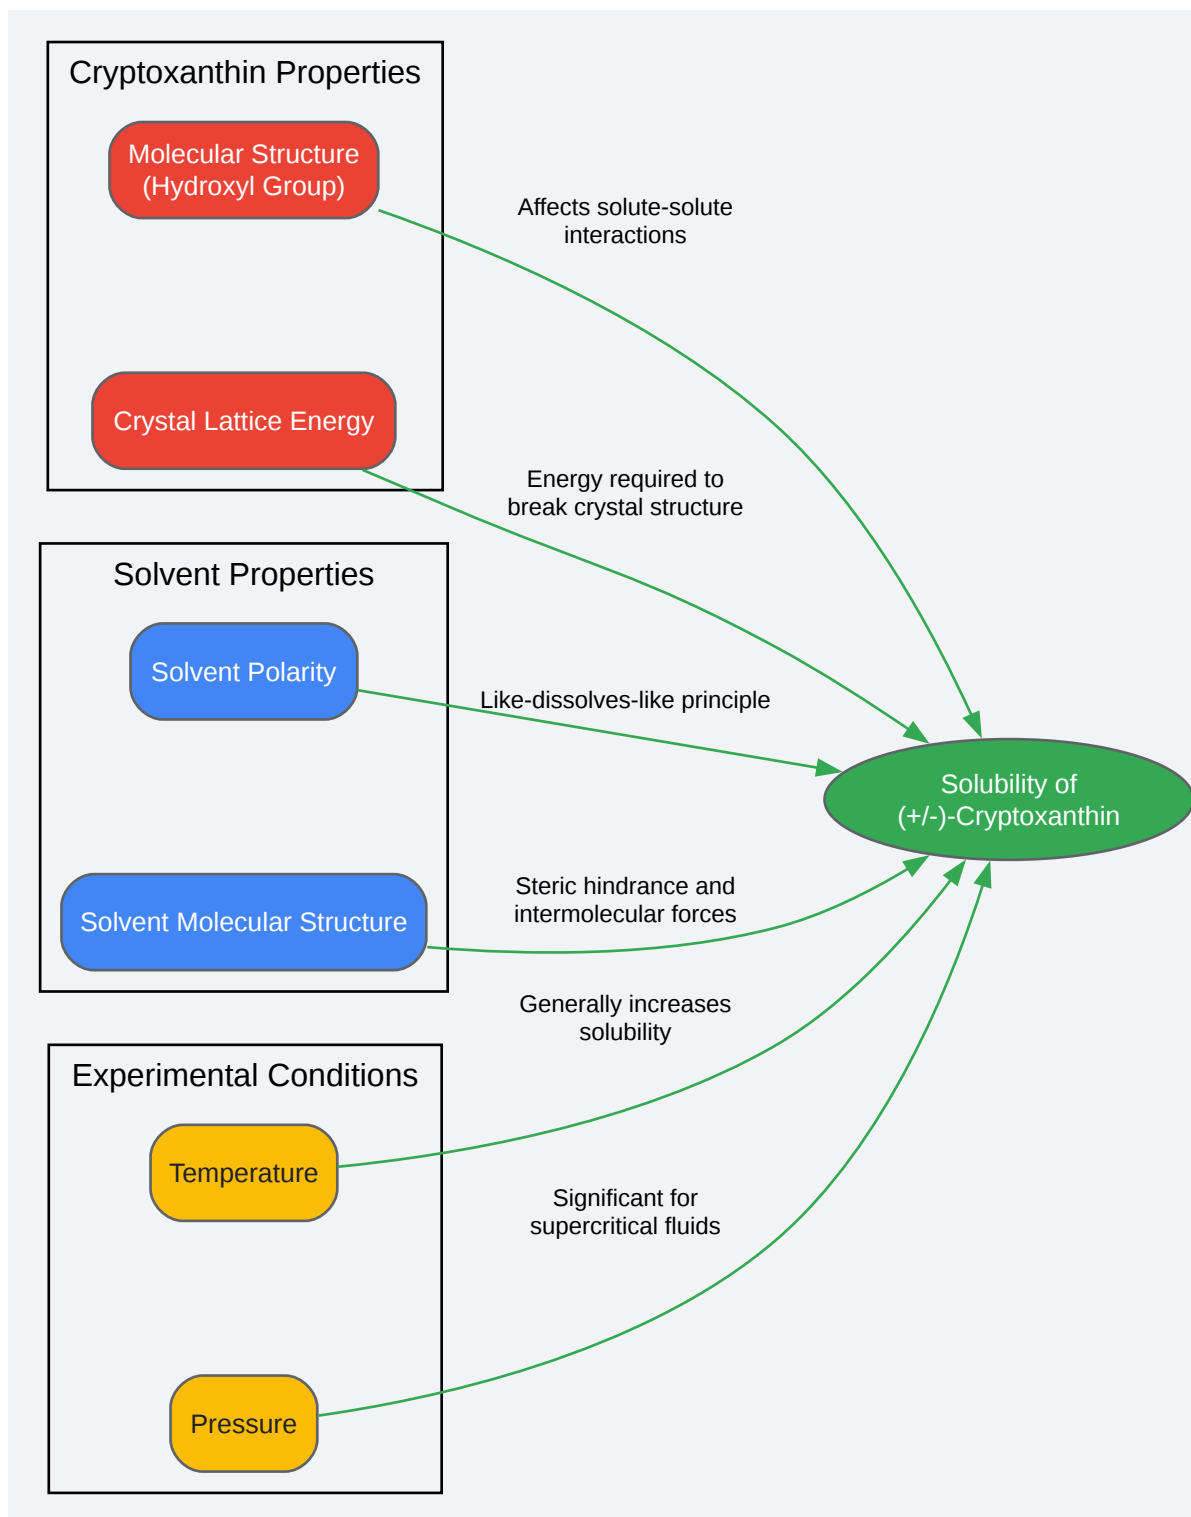 Cryptoxanthin Properties
Molecular Structure
(Hydroxyl Group)
Affects solute-solute
interactions
Crystal Lattice Energy
Energy required to
break crystal structure
Solvent Properties
Solvent Polarity
Like-dissolves-like principle
Solubility of
(+/-)-Cryptoxanthin
Solvent Molecular Structure
Steric hindrance and
intermolecular forces
Generally increases
solubility
Experimental Conditions
Temperature
Significant for
supercritical fluids
Pressure